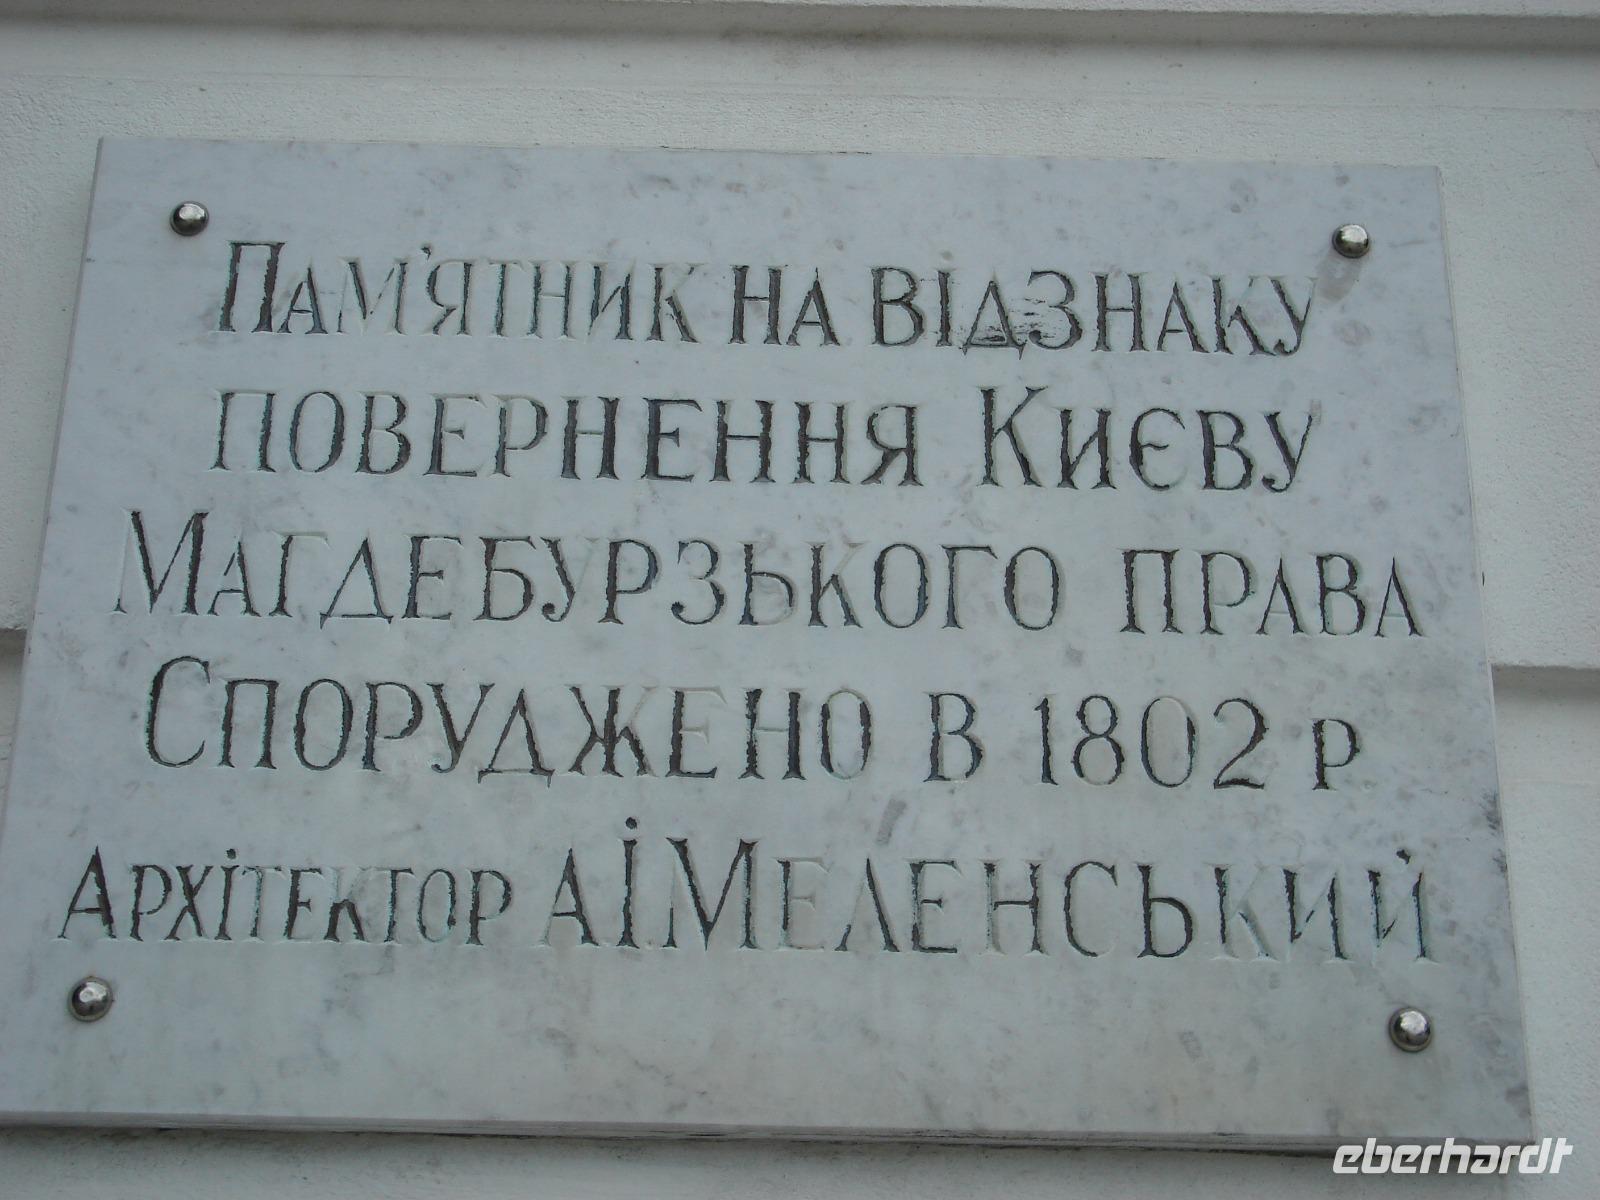 Пам'ятник на відзнаку
повернення Києву
Магдебурзького права
Споруджено в 1802 р
Архітектор А.І.Меленський
eberhardt